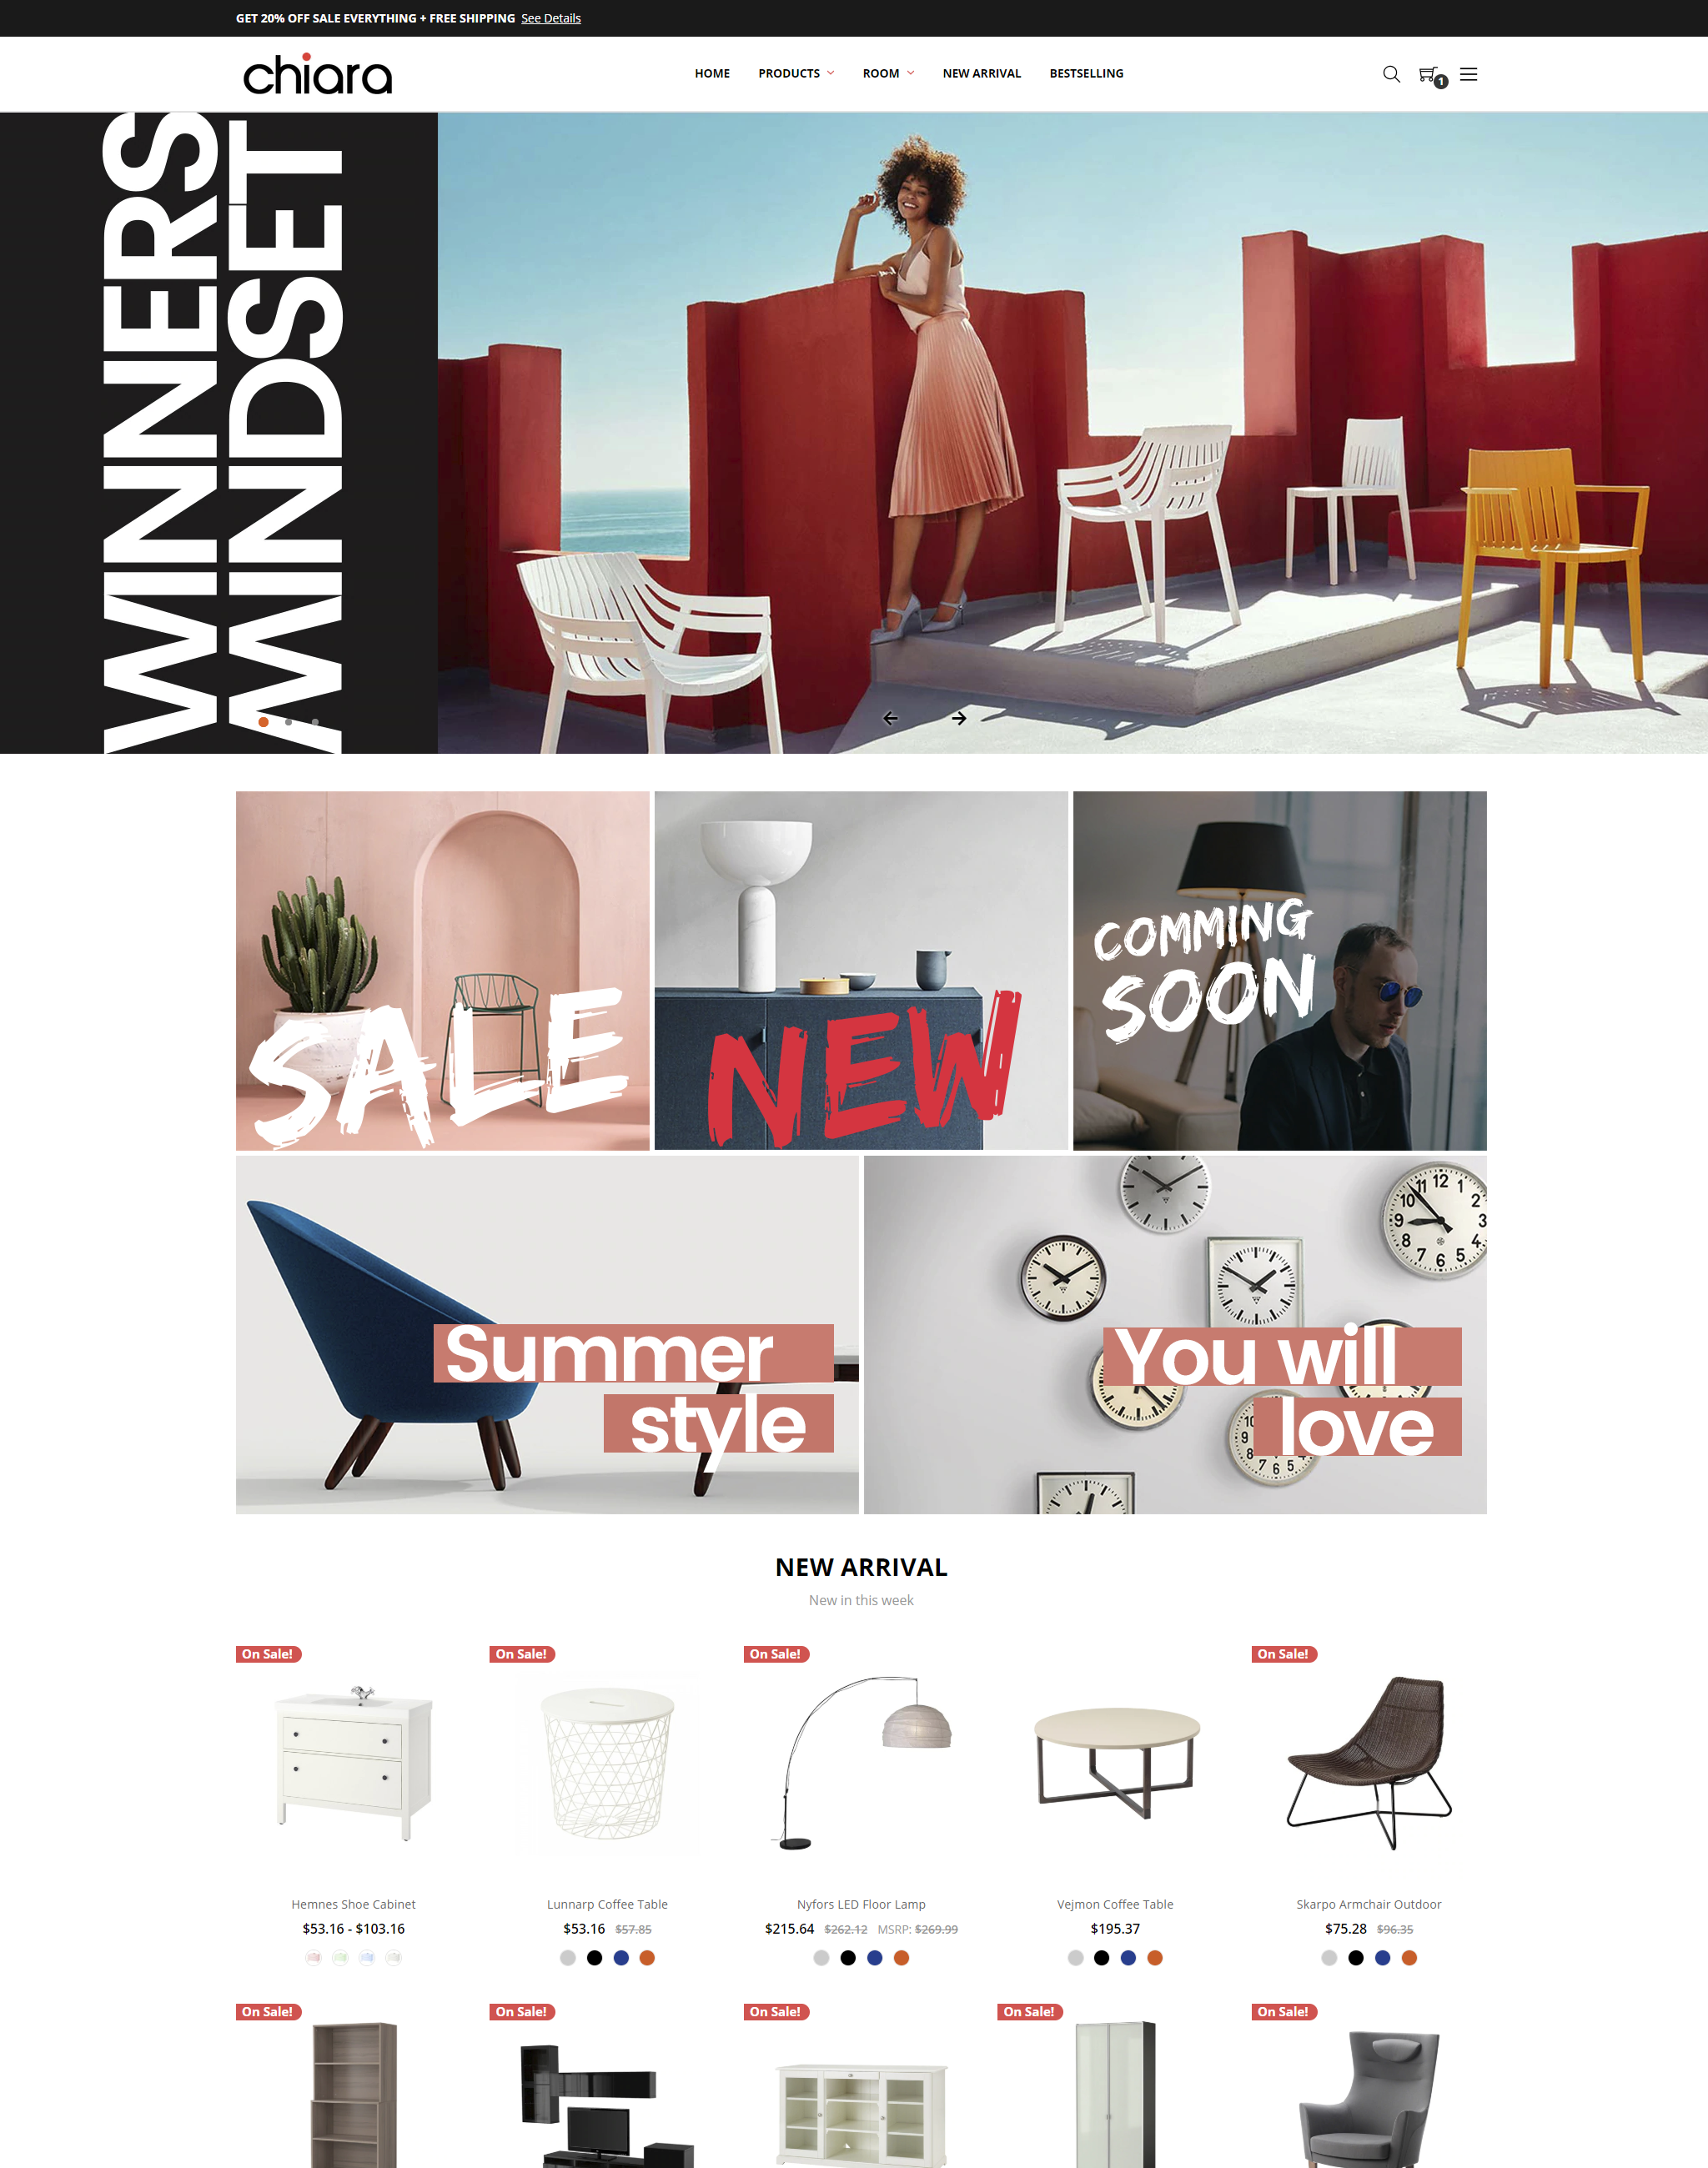 GET 20% OFF SALE EVERYTHING + FREE SHIPPING See Details
chiara
HOME PRODUCTS ROOM NEW ARRIVAL BESTSELLING
1
WINNERS
WINDSET
SALE
NEW
COMMING
SOON
Summer
style
You will
love
NEW ARRIVAL
New in this week
On Sale! On Sale! On Sale! On Sale!
Hemnes Shoe Cabinet
$53.16 - $103.16
Lunnarp Coffee Table
$53.16 $57.85
Nyfors LED Floor Lamp
$215.64 $262.12 MSRP: $269.99
Vejmon Coffee Table
$195.37
Skarpo Armchair Outdoor
$75.28 $96.35
On Sale! On Sale! On Sale! On Sale! On Sale!